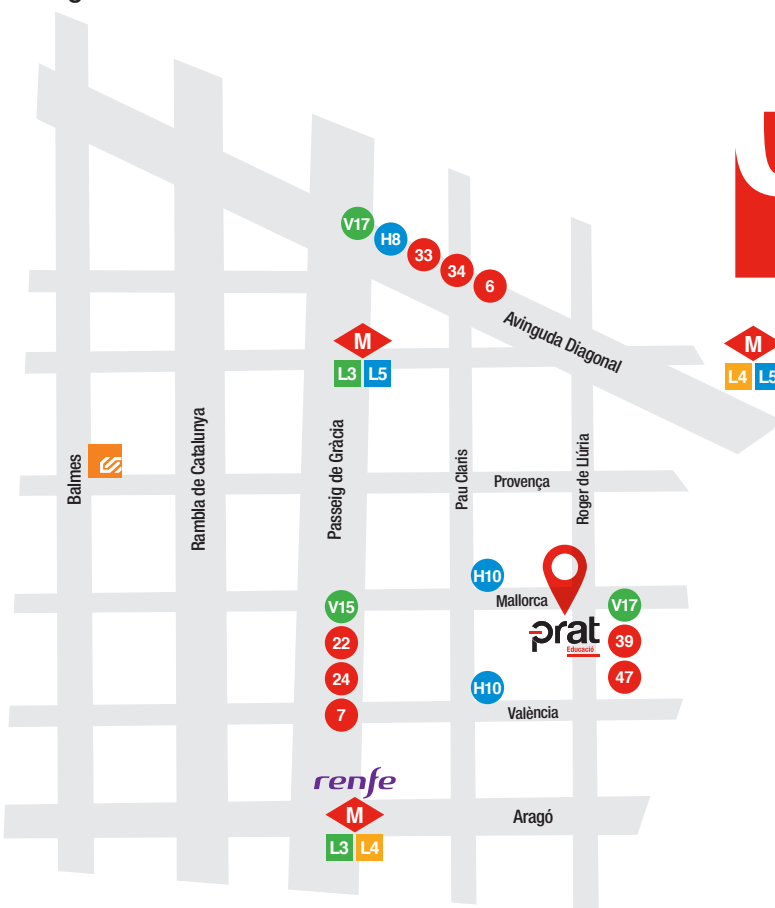 V17
H8
33
34
6
Avinguda Diagonal
M
L3 L5
M
L4 L5
Balmes
Rambla de Catalunya
Passeig de Gràcia
Pau Claris
Roger de Llúria
Provença
H10
Mallorca
V15
22
24
7
prat
Educació
V17
39
47
H10
València
renfe
M
L3 L4
Aragó